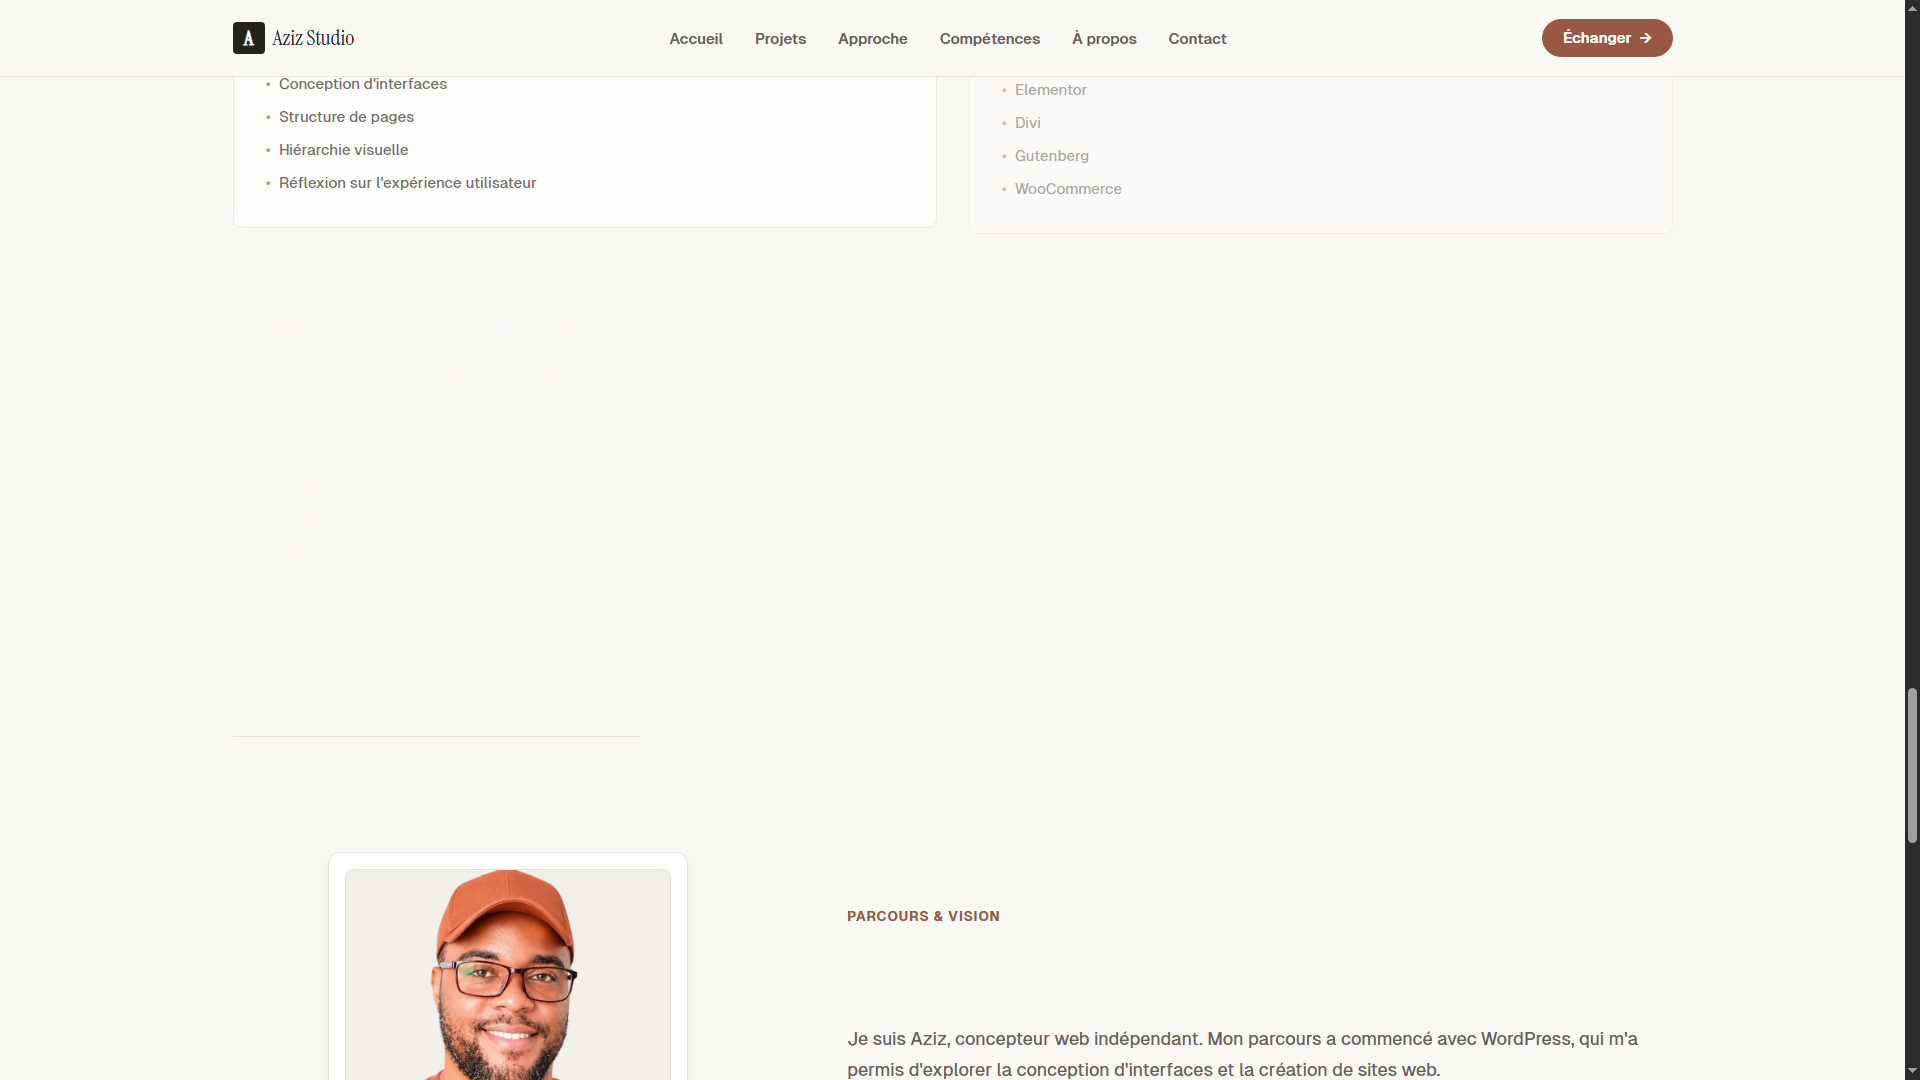 A Aziz Studio
Accueil Projets Approche Compétences À propos Contact
Échanger →
• Conception d'interfaces
• Structure de pages
• Hiérarchie visuelle
• Réflexion sur l'expérience utilisateur
• Elementor
• Divi
• Gutenberg
• WooCommerce
PARCOURS & VISION
Je suis Aziz, concepteur web indépendant. Mon parcours a commencé avec WordPress, qui m'a
permis d'explorer la conception d'interfaces et la création de sites web.